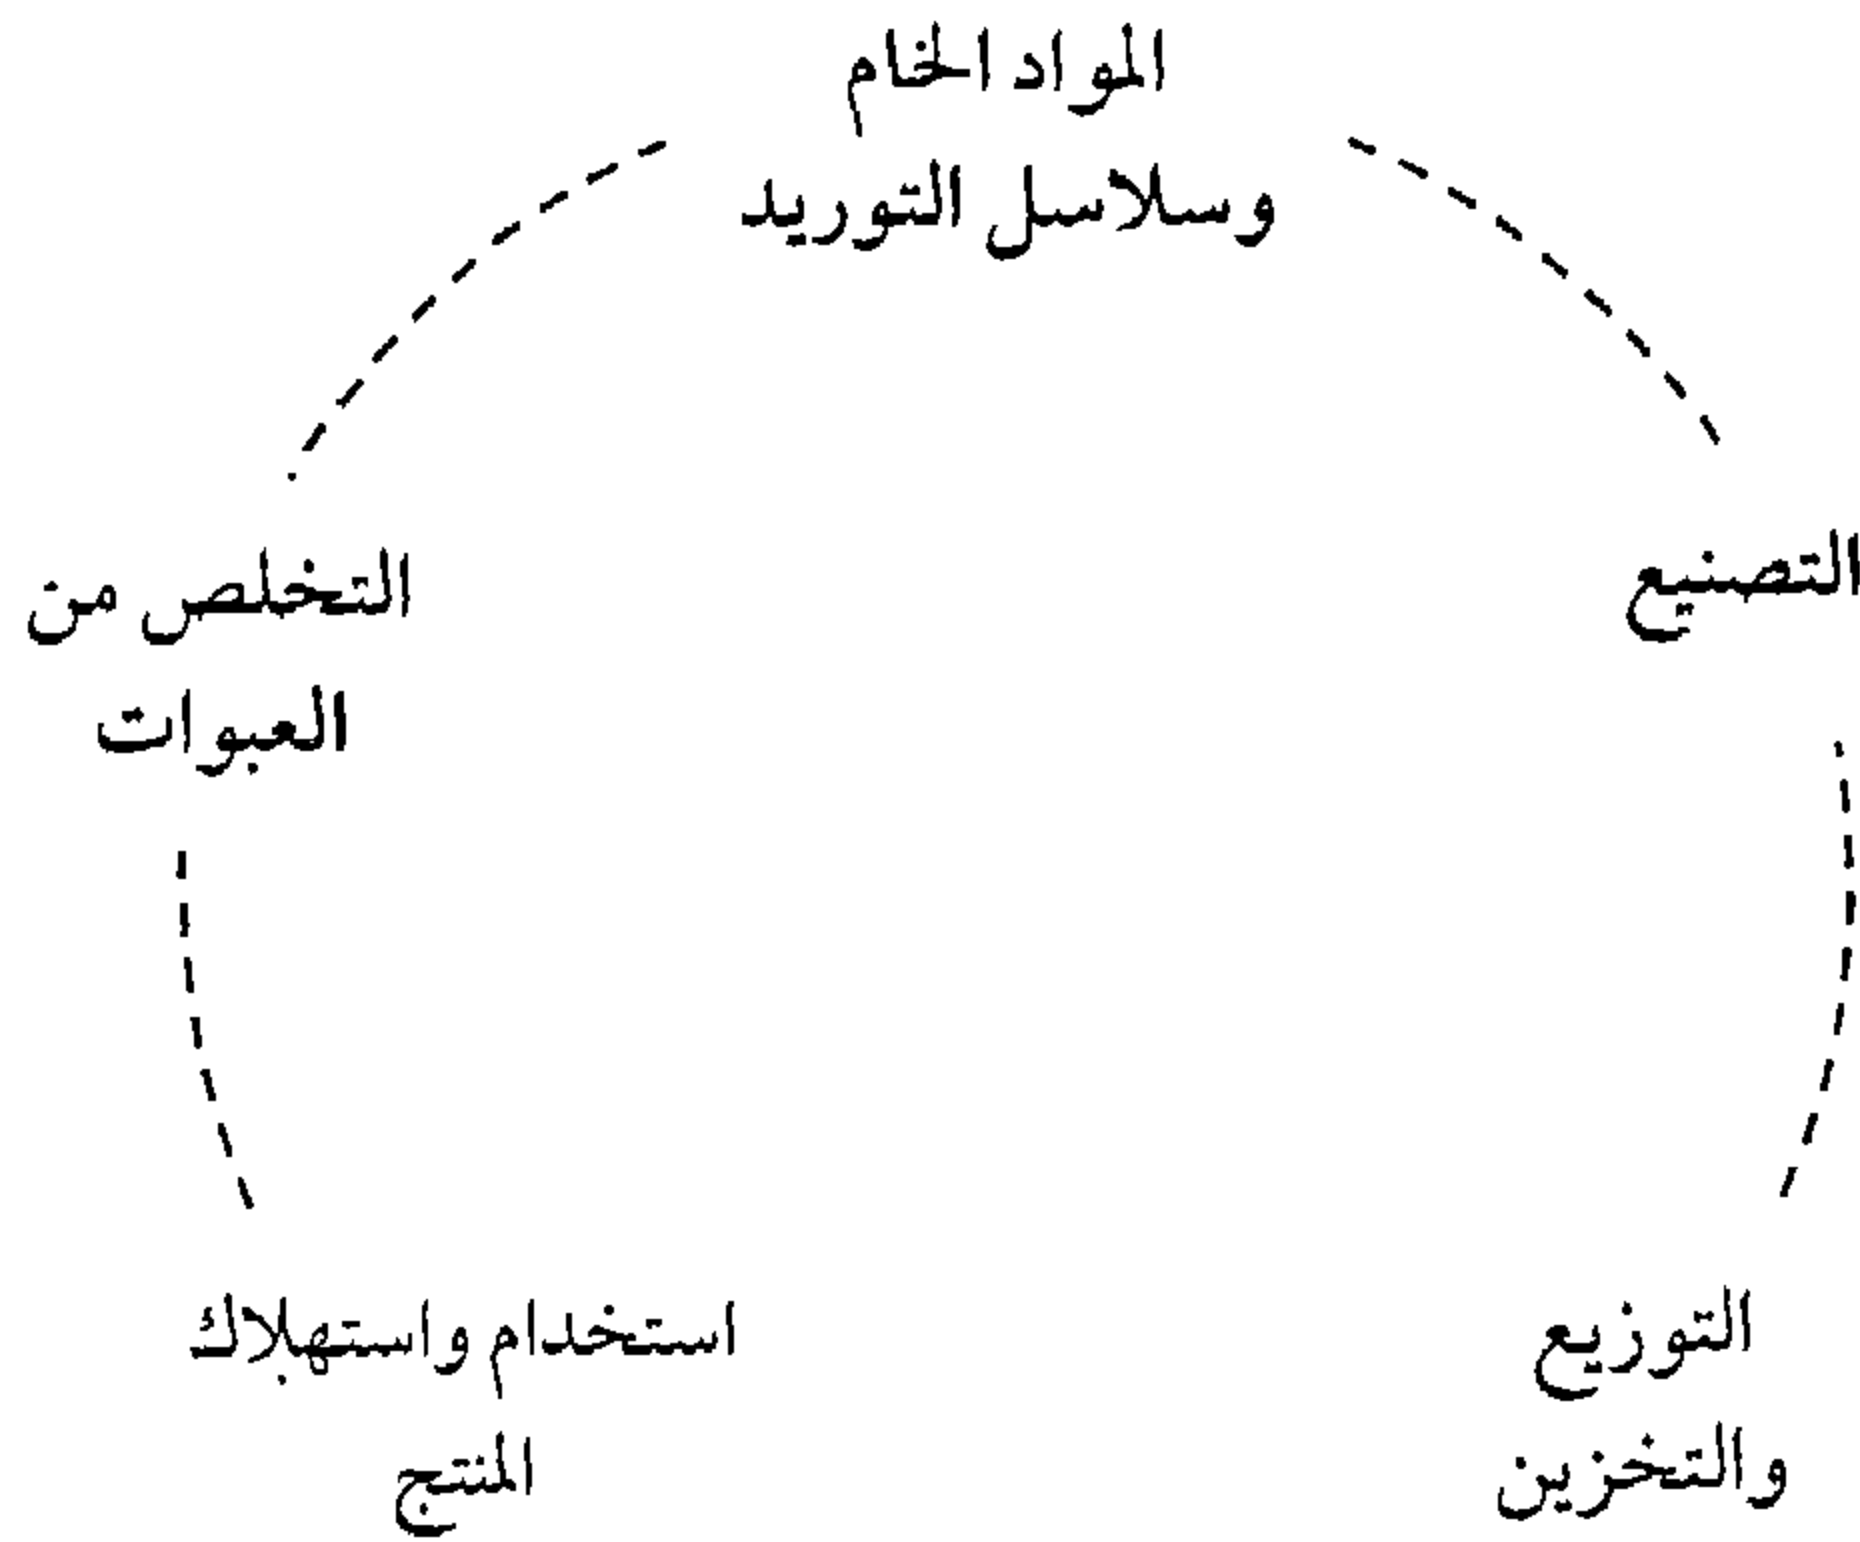 المواد الخام
وسلاسل التوريد
التصنيع
التوزيع
والتخزين
استخدام واستهلاك
المنتج
التخلص من
العبوات